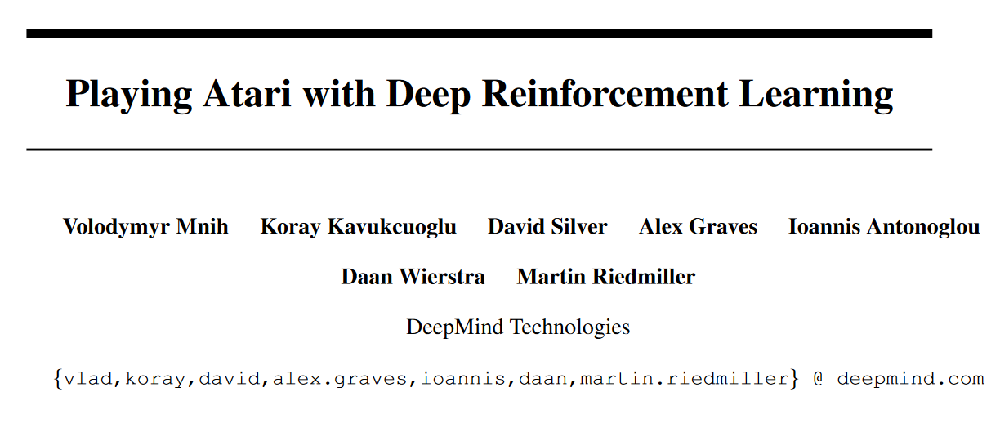 Playing Atari with Deep Reinforcement Learning
Volodymyr Mnih Koray Kavukcuoglu David Silver Alex Graves Ioannis Antonoglou
Daan Wierstra Martin Riedmiller
DeepMind Technologies
{vlad,koray,david,alex.graves,ioannis,daan,martin.riedmiller} @ deepmind.com